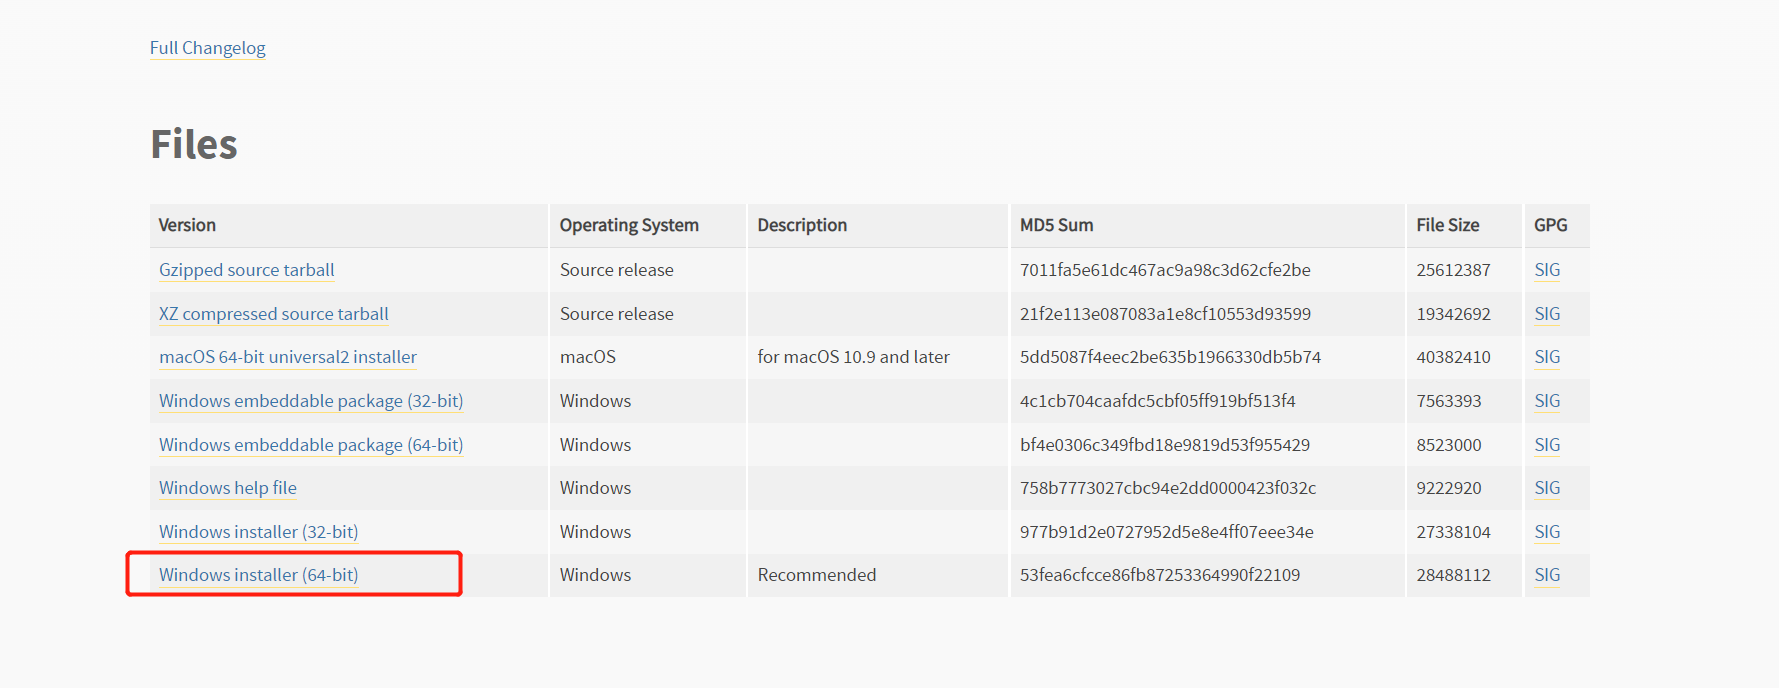 Full Changelog
Files
Version Operating System Description MD5 Sum File Size GPG
Gzipped source tarball Source release 7011fa5e61dc467ac9a98c3d62cfe2be 25612387 SIG
XZ compressed source tarball Source release 21f2e113e087083a1e8cf10553d93599 19342692 SIG
macOS 64-bit universal2 installer macOS for macOS 10.9 and later 5dd5087f4eec2be635b1966330db5b74 40382410 SIG
Windows embeddable package (32-bit) Windows 4c1cb704caafdc5cbf05ff919bf513f4 7563393 SIG
Windows embeddable package (64-bit) Windows bf4e0306c349fbd18e9819d53f955429 8523000 SIG
Windows help file Windows 758b7773027cbc94e2dd0000423f032c 9222920 SIG
Windows installer (32-bit) Windows 977b91d2e0727952d5e8e4ff07eee34e 27338104 SIG
Windows installer (64-bit) Windows Recommended 53fea6cfcce86fb87253364990f22109 28488112 SIG